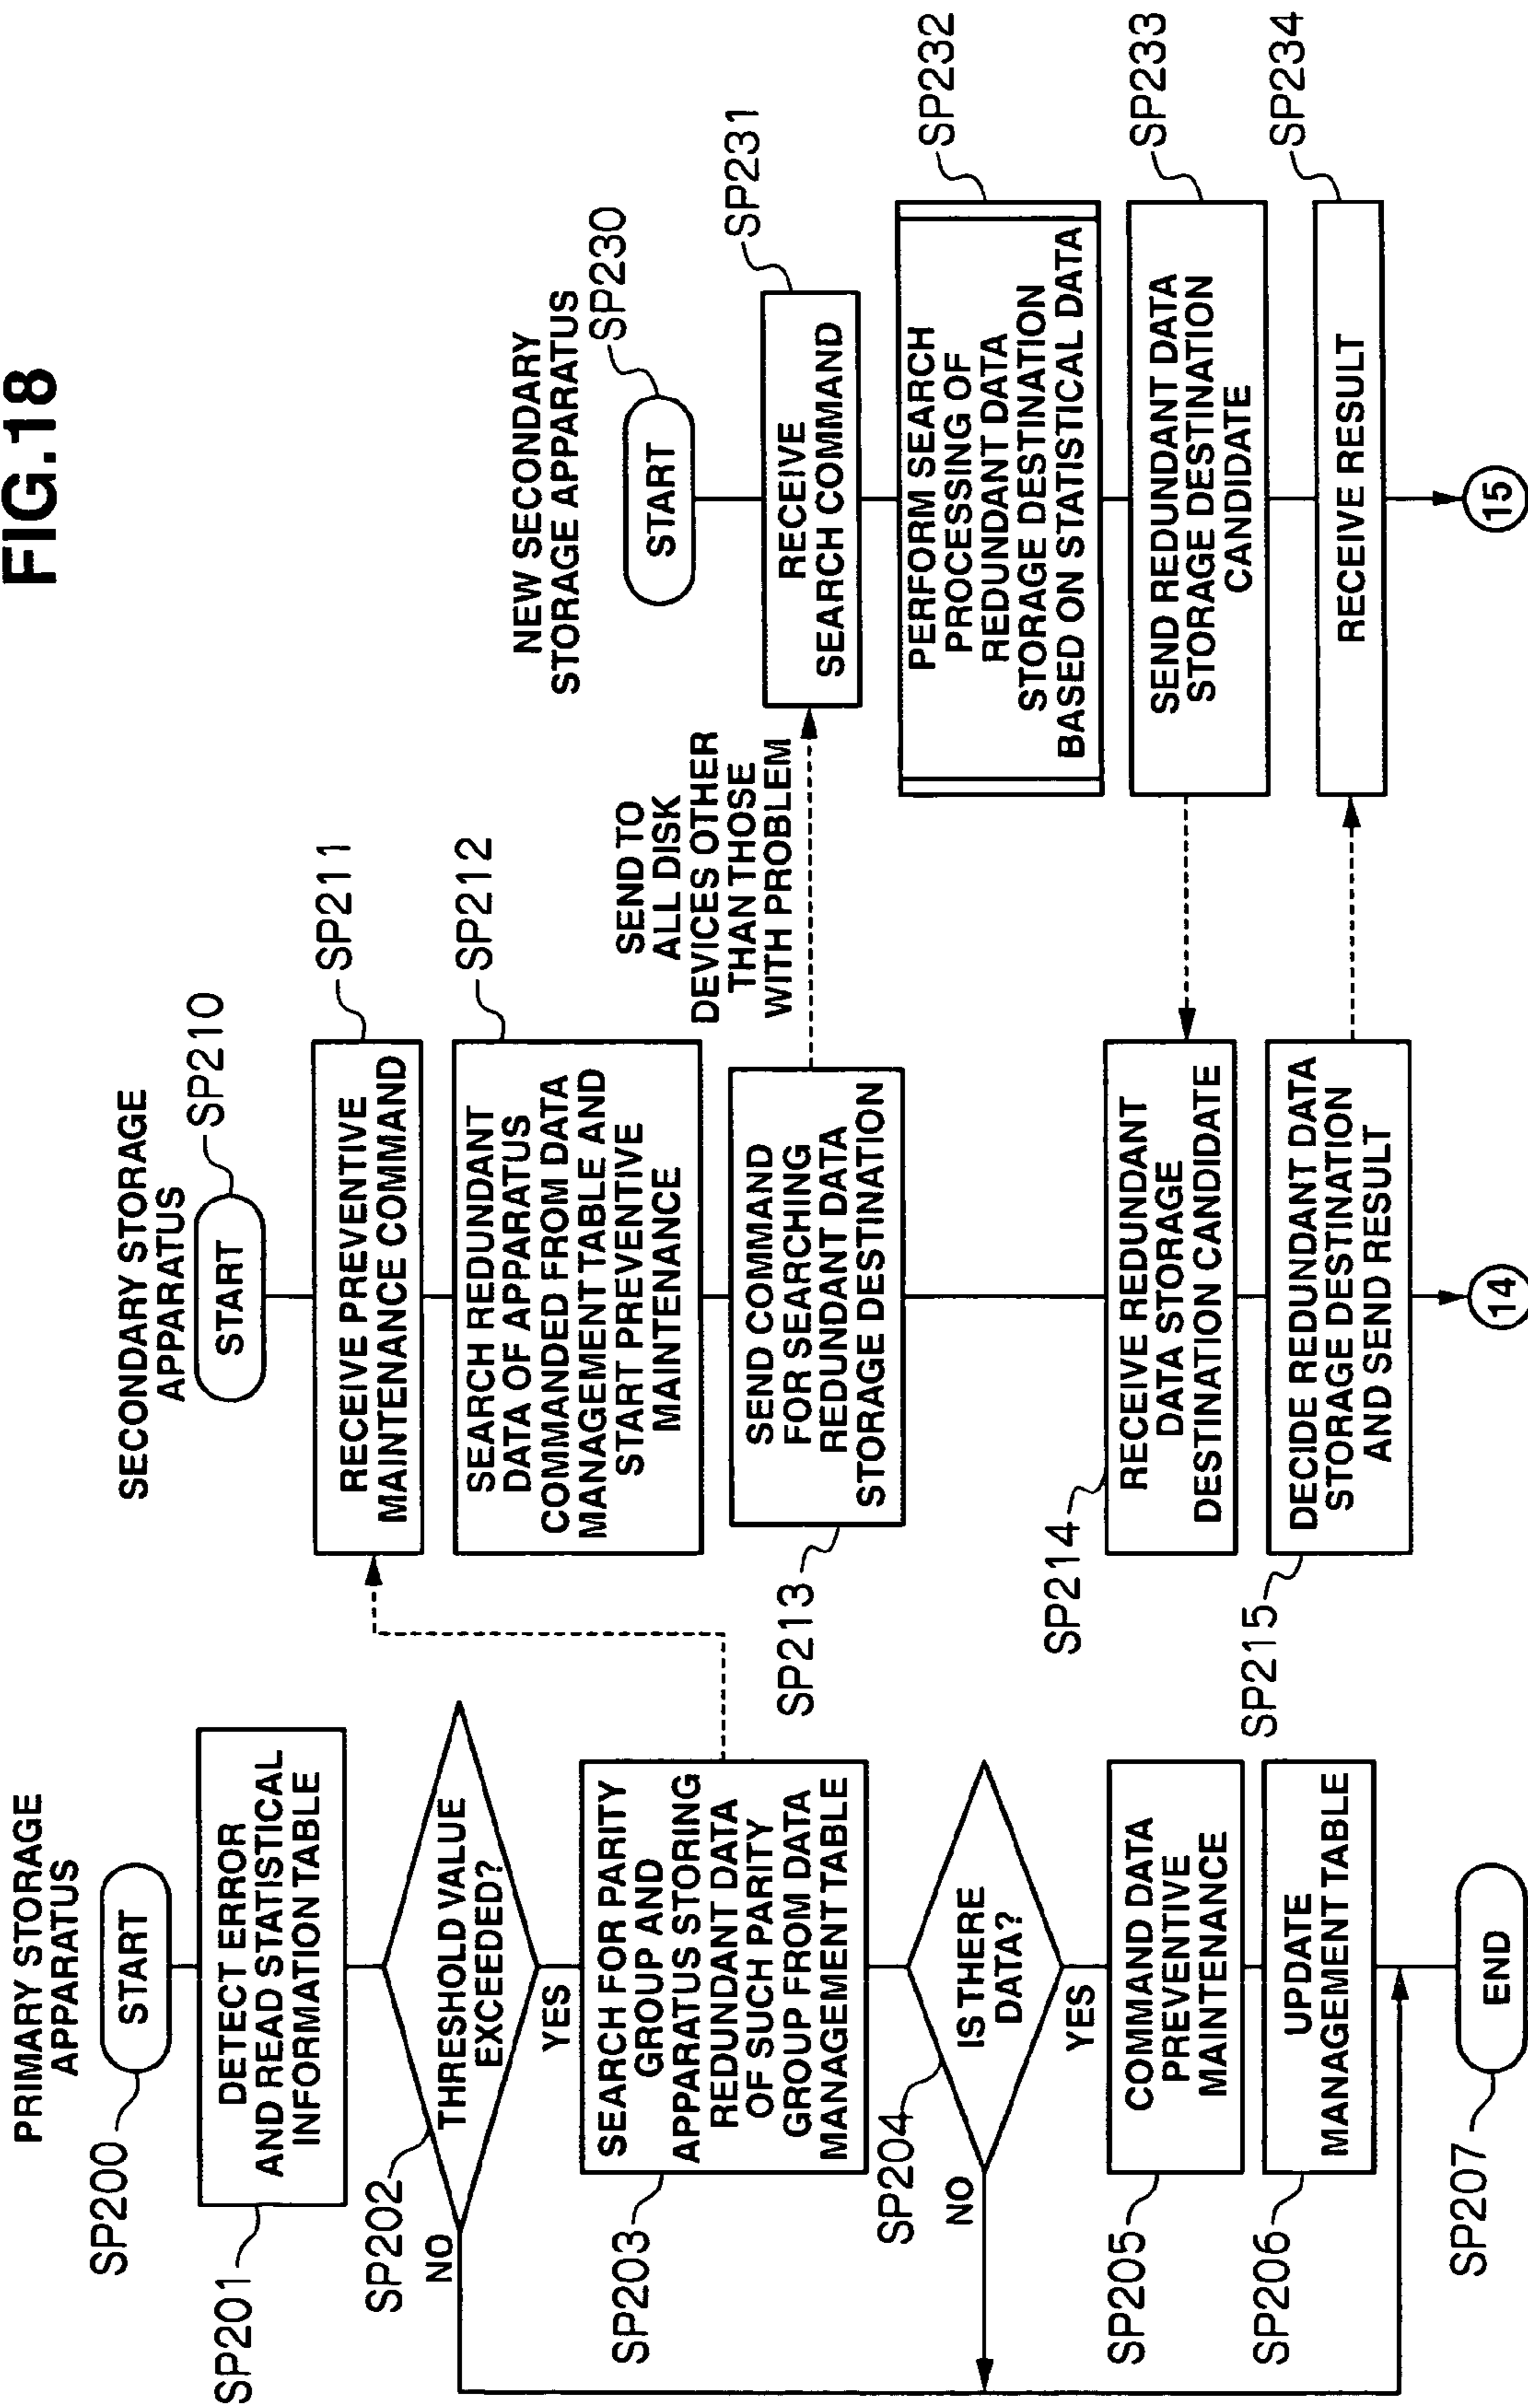 FIG.18
PRIMARY STORAGE
APPARATUS
SP200
START
SP201
DETECT ERROR
AND READ STATISTICAL
INFORMATION TABLE
SP202
THRESHOLD VALUE
EXCEEDED?
NO
YES
SP203
SEARCH FOR PARITY
GROUP AND
APPARATUS STORING
REDUNDANT DATA
OF SUCH PARITY
GROUP FROM DATA
MANAGEMENT TABLE
SP204
IS THERE
DATA?
NO
YES
SP205
COMMAND DATA
PREVENTIVE
MAINTENANCE
SP206
UPDATE
MANAGEMENT TABLE
SP207
END
SECONDARY STORAGE
APPARATUS
SP210
START
SP211
RECEIVE PREVENTIVE
MAINTENANCE COMMAND
SP212
SEARCH REDUNDANT
DATA OF APPARATUS
COMMANDED FROM DATA
MANAGEMENT TABLE AND
START PREVENTIVE
MAINTENANCE
SP213
SEND COMMAND
FOR SEARCHING
REDUNDANT DATA
STORAGE DESTINATION
SEND TO
ALL DISK
DEVICES OTHER
THAN THOSE
WITH PROBLEM
SP214
RECEIVE REDUNDANT
DATA STORAGE
DESTINATION CANDIDATE
SP215
DECIDE REDUNDANT DATA
STORAGE DESTINATION
AND SEND RESULT
14
NEW SECONDARY
STORAGE APPARATUS
SP230
START
SP231
RECEIVE
SEARCH COMMAND
SP232
PERFORM SEARCH
PROCESSING OF
REDUNDANT DATA
STORAGE DESTINATION
BASED ON STATISTICAL DATA
SP233
SEND REDUNDANT DATA
STORAGE DESTINATION
CANDIDATE
SP234
RECEIVE RESULT
15